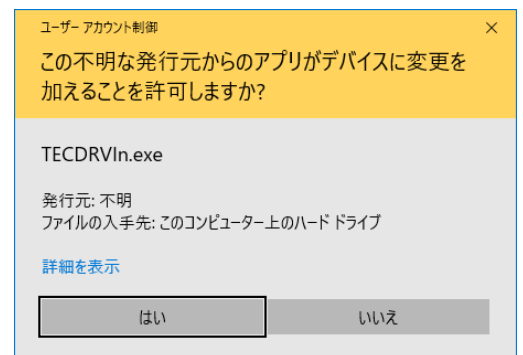 ユーザー アカウント制御
この不明な発行元からのアプリがデバイスに変更を
加えることを許可しますか?
TECDRVIn.exe
発行元: 不明
ファイルの入手先: このコンピューター上のハード ドライブ
詳細を表示
はい
いいえ